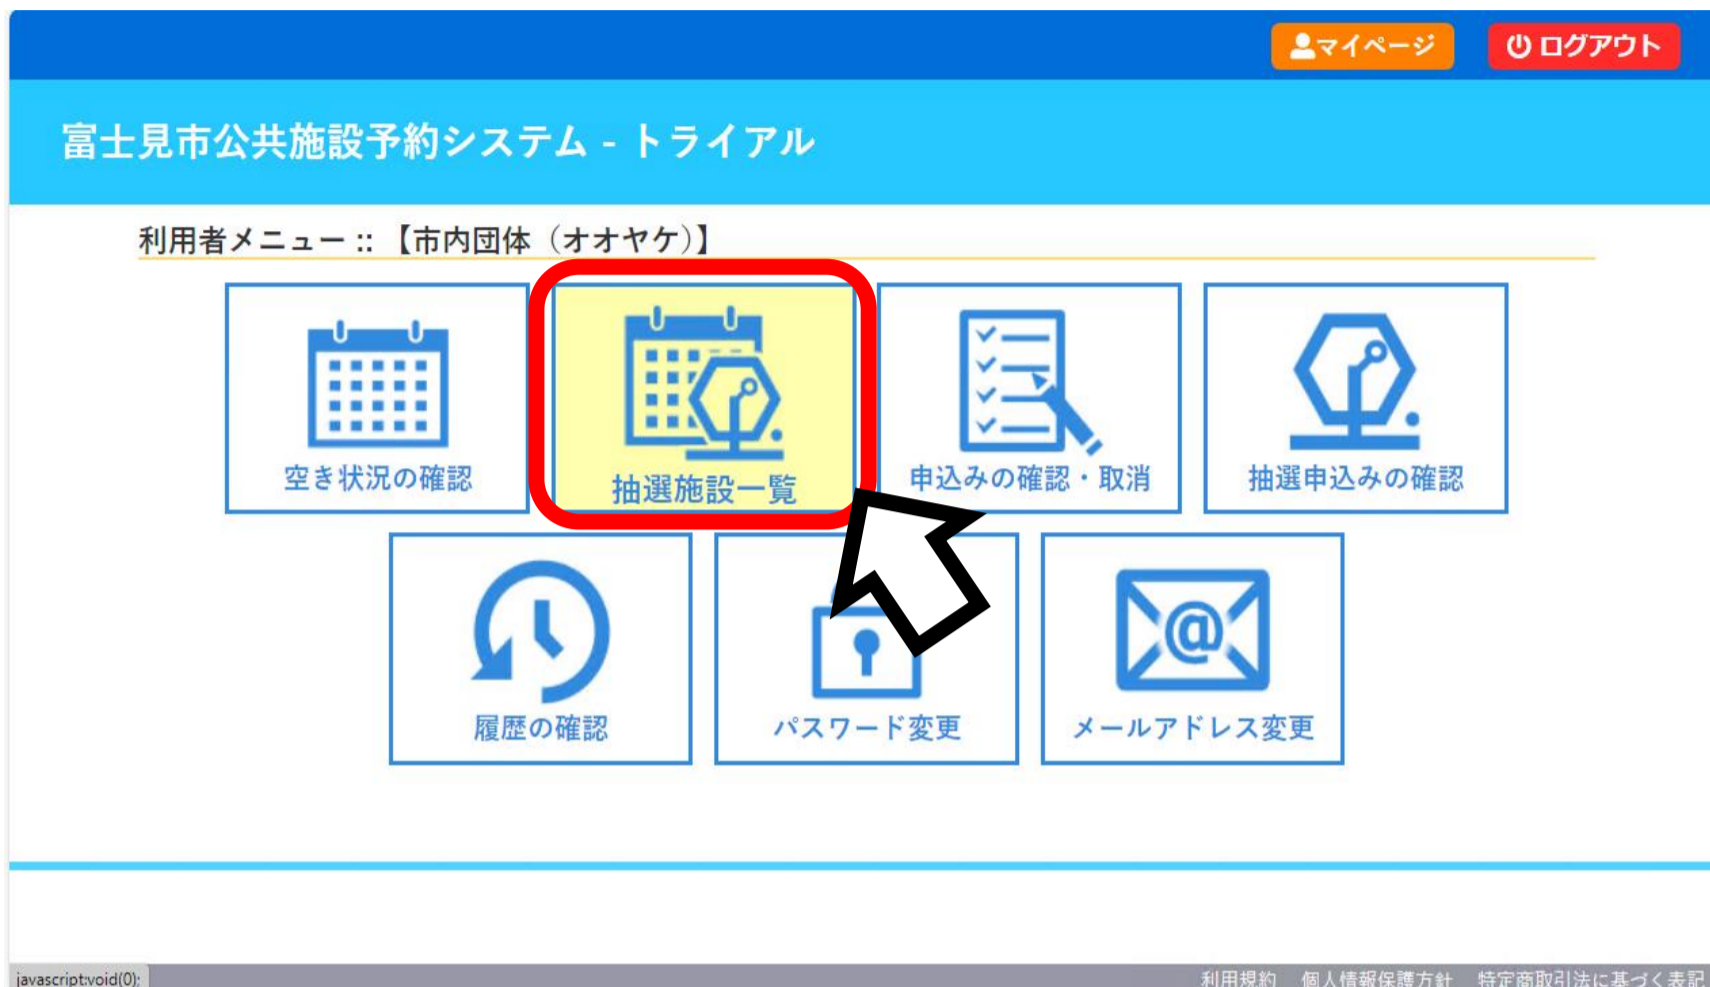 マイページ ログアウト
富士見市公共施設予約システム - トライアル
利用者メニュー :: 【市内団体（オオヤケ）】
空き状況の確認
抽選施設一覧
申込みの確認・取消
抽選申込みの確認
履歴の確認
パスワード変更
@
メールアドレス変更
javascript:void(0);
利用規約 個人情報保護方針 特定商取引法に基づく表記